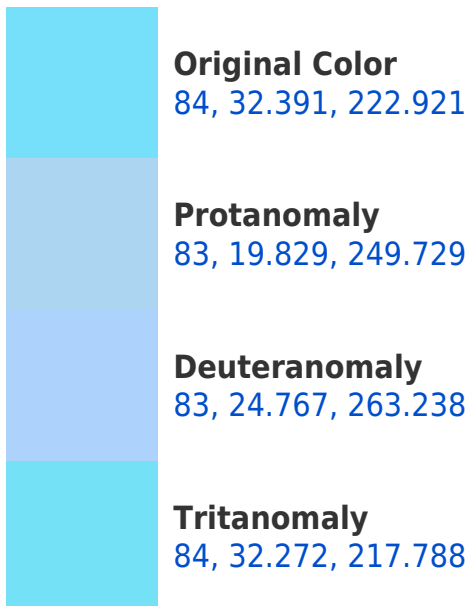 Original Color
84, 32.391, 222.921
Protanomaly
83, 19.829, 249.729
Deuteranomaly
83, 24.767, 263.238
Tritanomaly
84, 32.272, 217.788